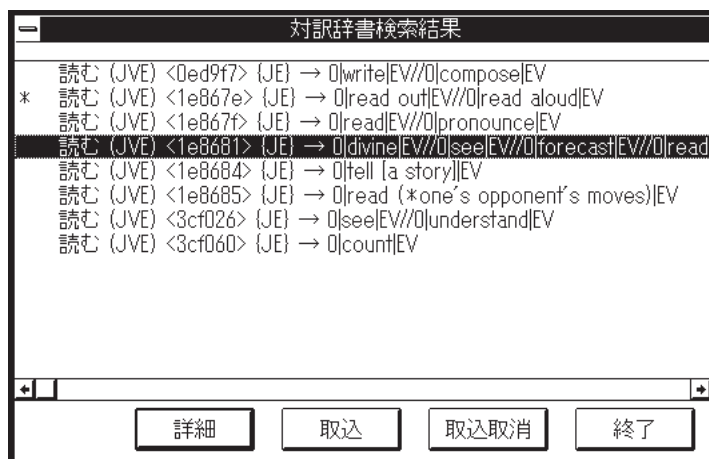 対訳辞書検索結果
読む (JVE) <0ed9f7> {JE} → 0|write|EV//0|compose|EV
* 読む (JVE) <1e867e> {JE} → 0|read out|EV//0|read aloud|EV
読む (JVE) <1e867f> {JE} → 0|read|EV//0|pronounce|EV
読む (JVE) <1e8681> {JE} → 0|divine|EV//0|see|EV//0|forecast|EV//0|read
読む (JVE) <1e8684> {JE} → 0|tell [a story]|EV
読む (JVE) <1e8685> {JE} → 0|read (*one's opponent's moves)|EV
読む (JVE) <3cf026> {JE} → 0|see|EV//0|understand|EV
読む (JVE) <3cf060> {JE} → 0|count|EV
詳細 取込 取込取消 終了